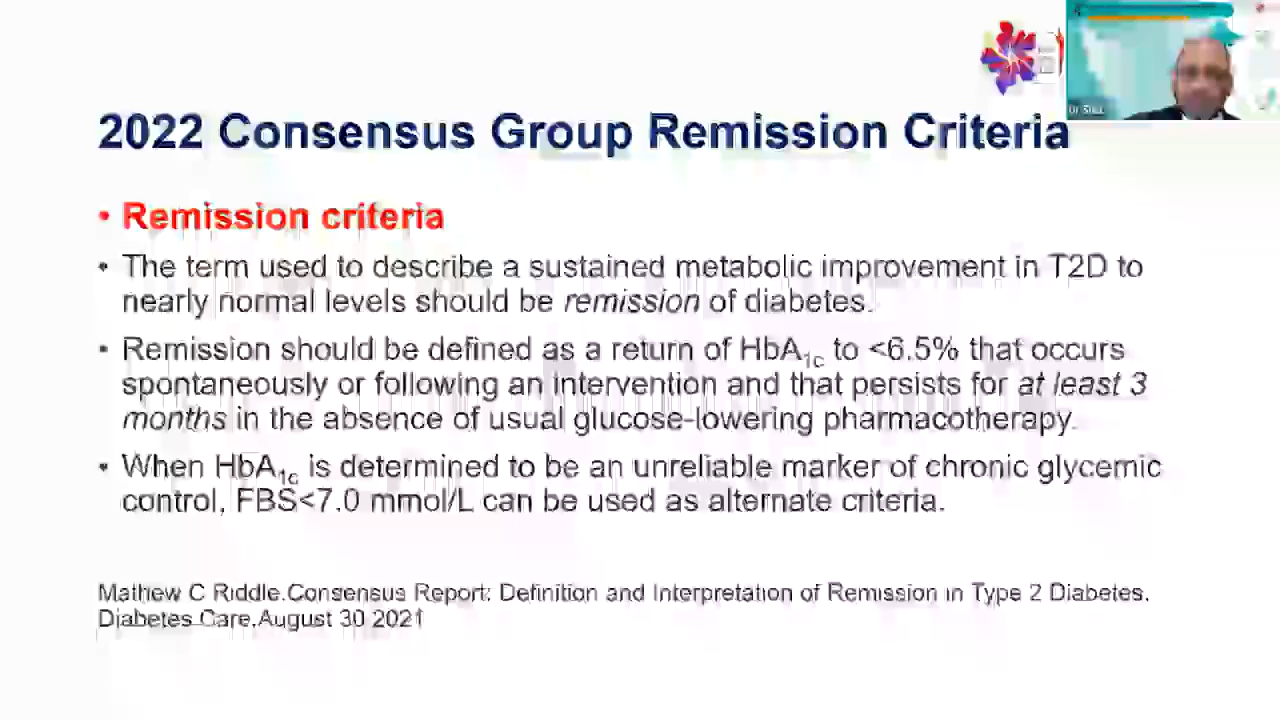 2022 Consensus Group Remission Criteria
• Remission criteria
• The term used to describe a sustained metabolic improvement in T2D to
nearly normal levels should be remission of diabetes.
• Remission should be defined as a return of HbA1c to <6.5% that occurs
spontaneously or following an intervention and that persists for at least 3
months in the absence of usual glucose-lowering pharmacotherapy.
• When HbA1c is determined to be an unreliable marker of chronic glycemic
control, FBS<7.0 mmol/L can be used as alternate criteria.
Mathew C Riddle.Consensus Report: Definition and Interpretation of Remission in Type 2 Diabetes.
Diabetes Care.August 30 2021